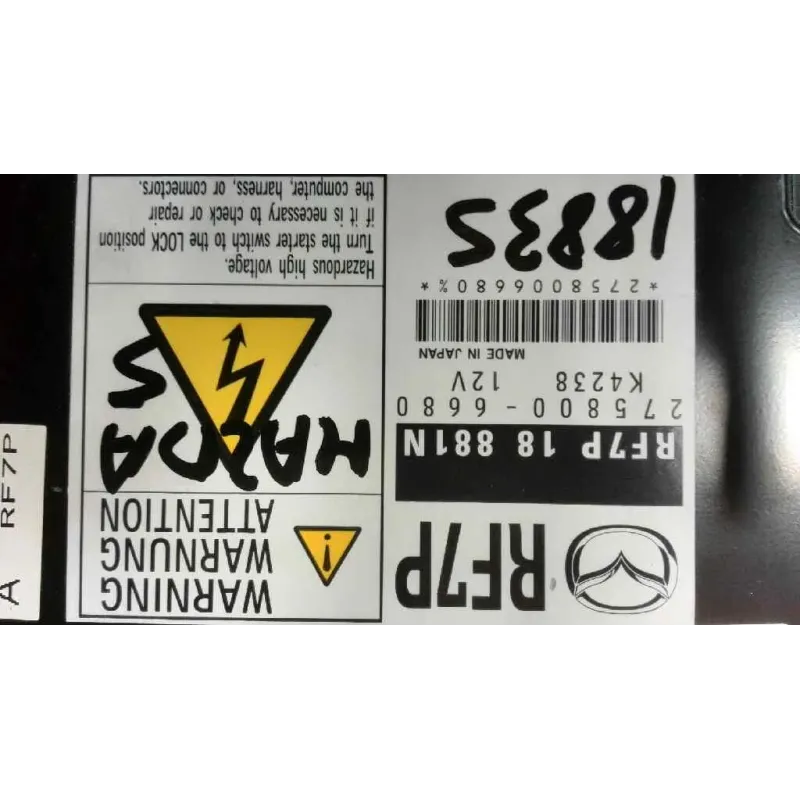 RF7P
RF7P 18 881N
275800-6680
K4238 12V
MADE IN JAPAN
*2758006680%
18835
WARNING
WARNUNG
ATTENTION
MAZDA
5
Hazardous high voltage.
Turn the starter switch to the LOCK position
if it is necessary to check or repair
the computer, harness, or connectors.
A RF7P